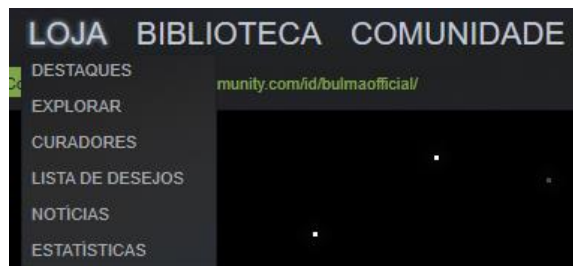 LOJA BIBLIOTECA COMUNIDADE
DESTAQUES
munity.com/id/bulmaofficial/
EXPLORAR
CURADORES
LISTA DE DESEJOS
NOTÍCIAS
ESTATÍSTICAS